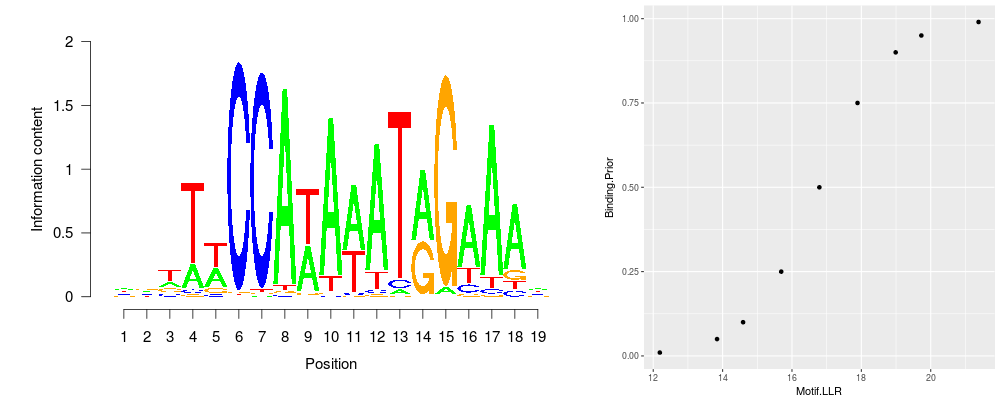 Information content
2
1.5
1
0.5
0
T T T C C A T A A A T A G A A A
A A A T T T C G A T T G
1 2 3 4 5 6 7 8 9 10 11 12 13 14 15 16 17 18 19
Position
Binding.Prior
1.00
0.75
0.50
0.25
0.00
12 14 16 18 20
Motif.LLR